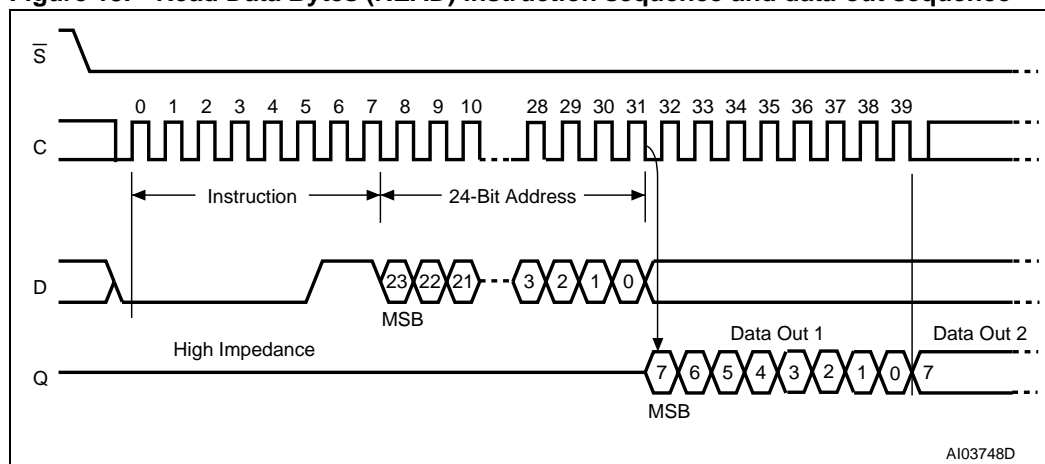 Figure 13. Read Data Bytes (READ) instruction sequence and data-out sequence
S
0 1 2 3 4 5 6 7 8 9 10 28 29 30 31 32 33 34 35 36 37 38 39
C
Instruction 24-Bit Address
D 23 22 21 3 2 1 0
MSB
High Impedance Data Out 1 Data Out 2
Q 7 6 5 4 3 2 1 0 7
MSB
AI03748D